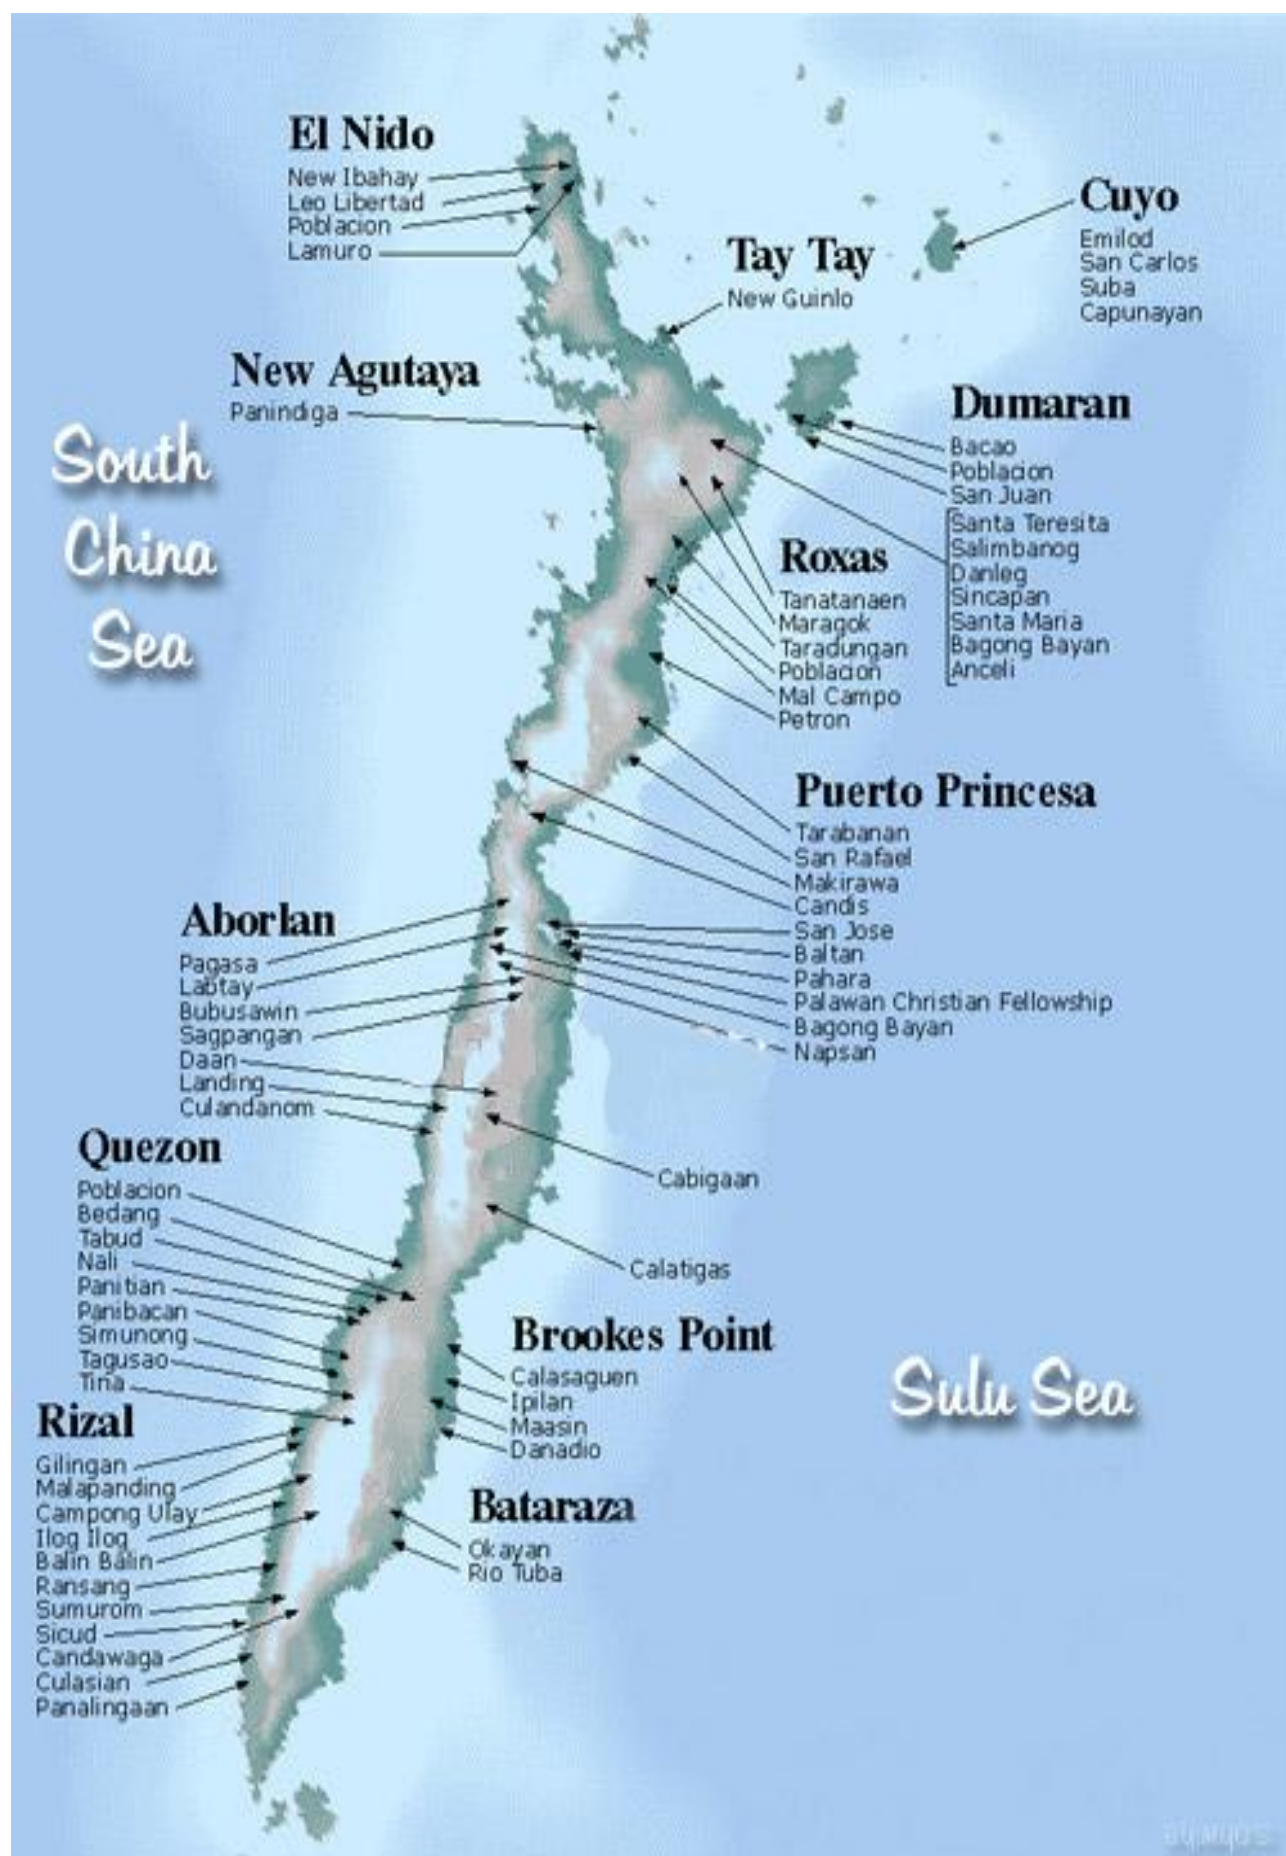 El Nido
New Ibahay
Leo Libertad
Poblacion
Lamuro
Cuyo
Emilod
San Carlos
Suba
Capunayan
Tay Tay
New Guinlo
New Agutaya
Panindiga
Dumaran
Bacao
Poblacion
San Juan
Santa Teresita
Salimbanog
Danleg
Sincapan
Santa Maria
Bagong Bayan
Anceli
South
China
Sea
Roxas
Tanatanaen
Maragok
Taradungan
Poblacion
Mal Campo
Petron
Puerto Princesa
Tarabanan
San Rafael
Makirawa
Candis
San Jose
Baltan
Pahara
Palawan Christian Fellowship
Bagong Bayan
Napsan
Aborlan
Pagasa
Labtay
Bubusawin
Sagpangan
Daan
Landing
Culandanom
Cabigaan
Calatigas
Quezon
Poblacion
Bedang
Tabud
Nali
Panitian
Panibacan
Simunong
Tagusao
Tina
Brookes Point
Calasaguen
Ipilan
Maasin
Danadio
Sulu Sea
Rizal
Gilingan
Malapanding
Campong Ulay
Ilog Ilog
Balin Balin
Ransang
Sumurom
Sicud
Candawaga
Culasian
Panalingaan
Bataraza
Okayan
Rio Tuba